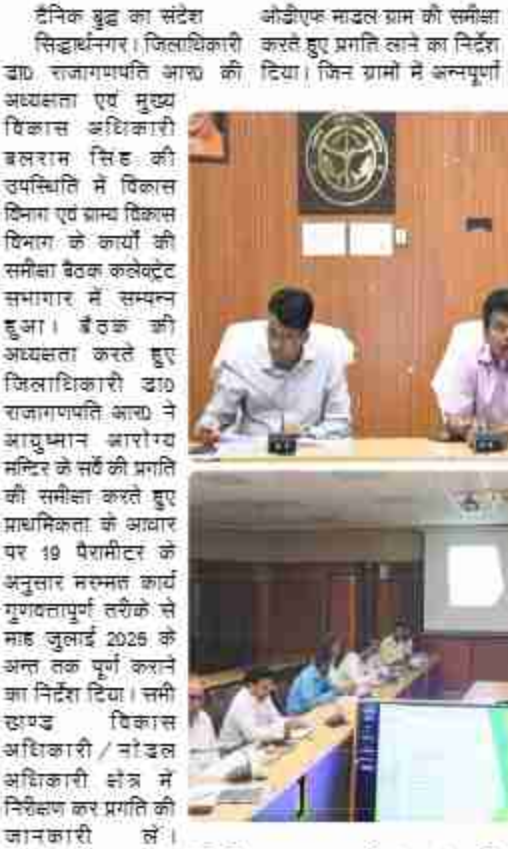 दैनिक बुद्ध का संदेश
सिद्धार्थनगर। जिलाधिकारी
डा0 राजागणपति आर0 की
अध्यक्षता एवं मुख्य
विकास अधिकारी
बलराम सिंह की
उपस्थिति में विकास
विभाग एवं ग्राम्य विकास
विभाग के कार्यों की
समीक्षा बैठक कलेक्ट्रेट
सभागार में सम्पन्न
हुआ। बैठक की
अध्यक्षता करते हुए
जिलाधिकारी डा0
राजागणपति आर0 ने
आयुष्मान आरोग्य
मन्दिर के सर्वे की प्रगति
की समीक्षा करते हुए
प्राथमिकता के आधार
पर 19 पैरामीटर के
अनुसार मरम्मत कार्य
गुणवत्तापुर्ण तरीके से
माह जुलाई 2025 के
अन्त तक पूर्ण कराने
का निर्देश दिया। सभी
खण्ड विकास
अधिकारी/नोडल
अधिकारी क्षेत्र में
निरीक्षण कर प्रगति की
जानकारी लें।
ओडीएफ माडल ग्राम की समीक्षा
करते हुए प्रगति लाने का निर्देश
दिया। जिन ग्रामों में अन्नपूर्णा